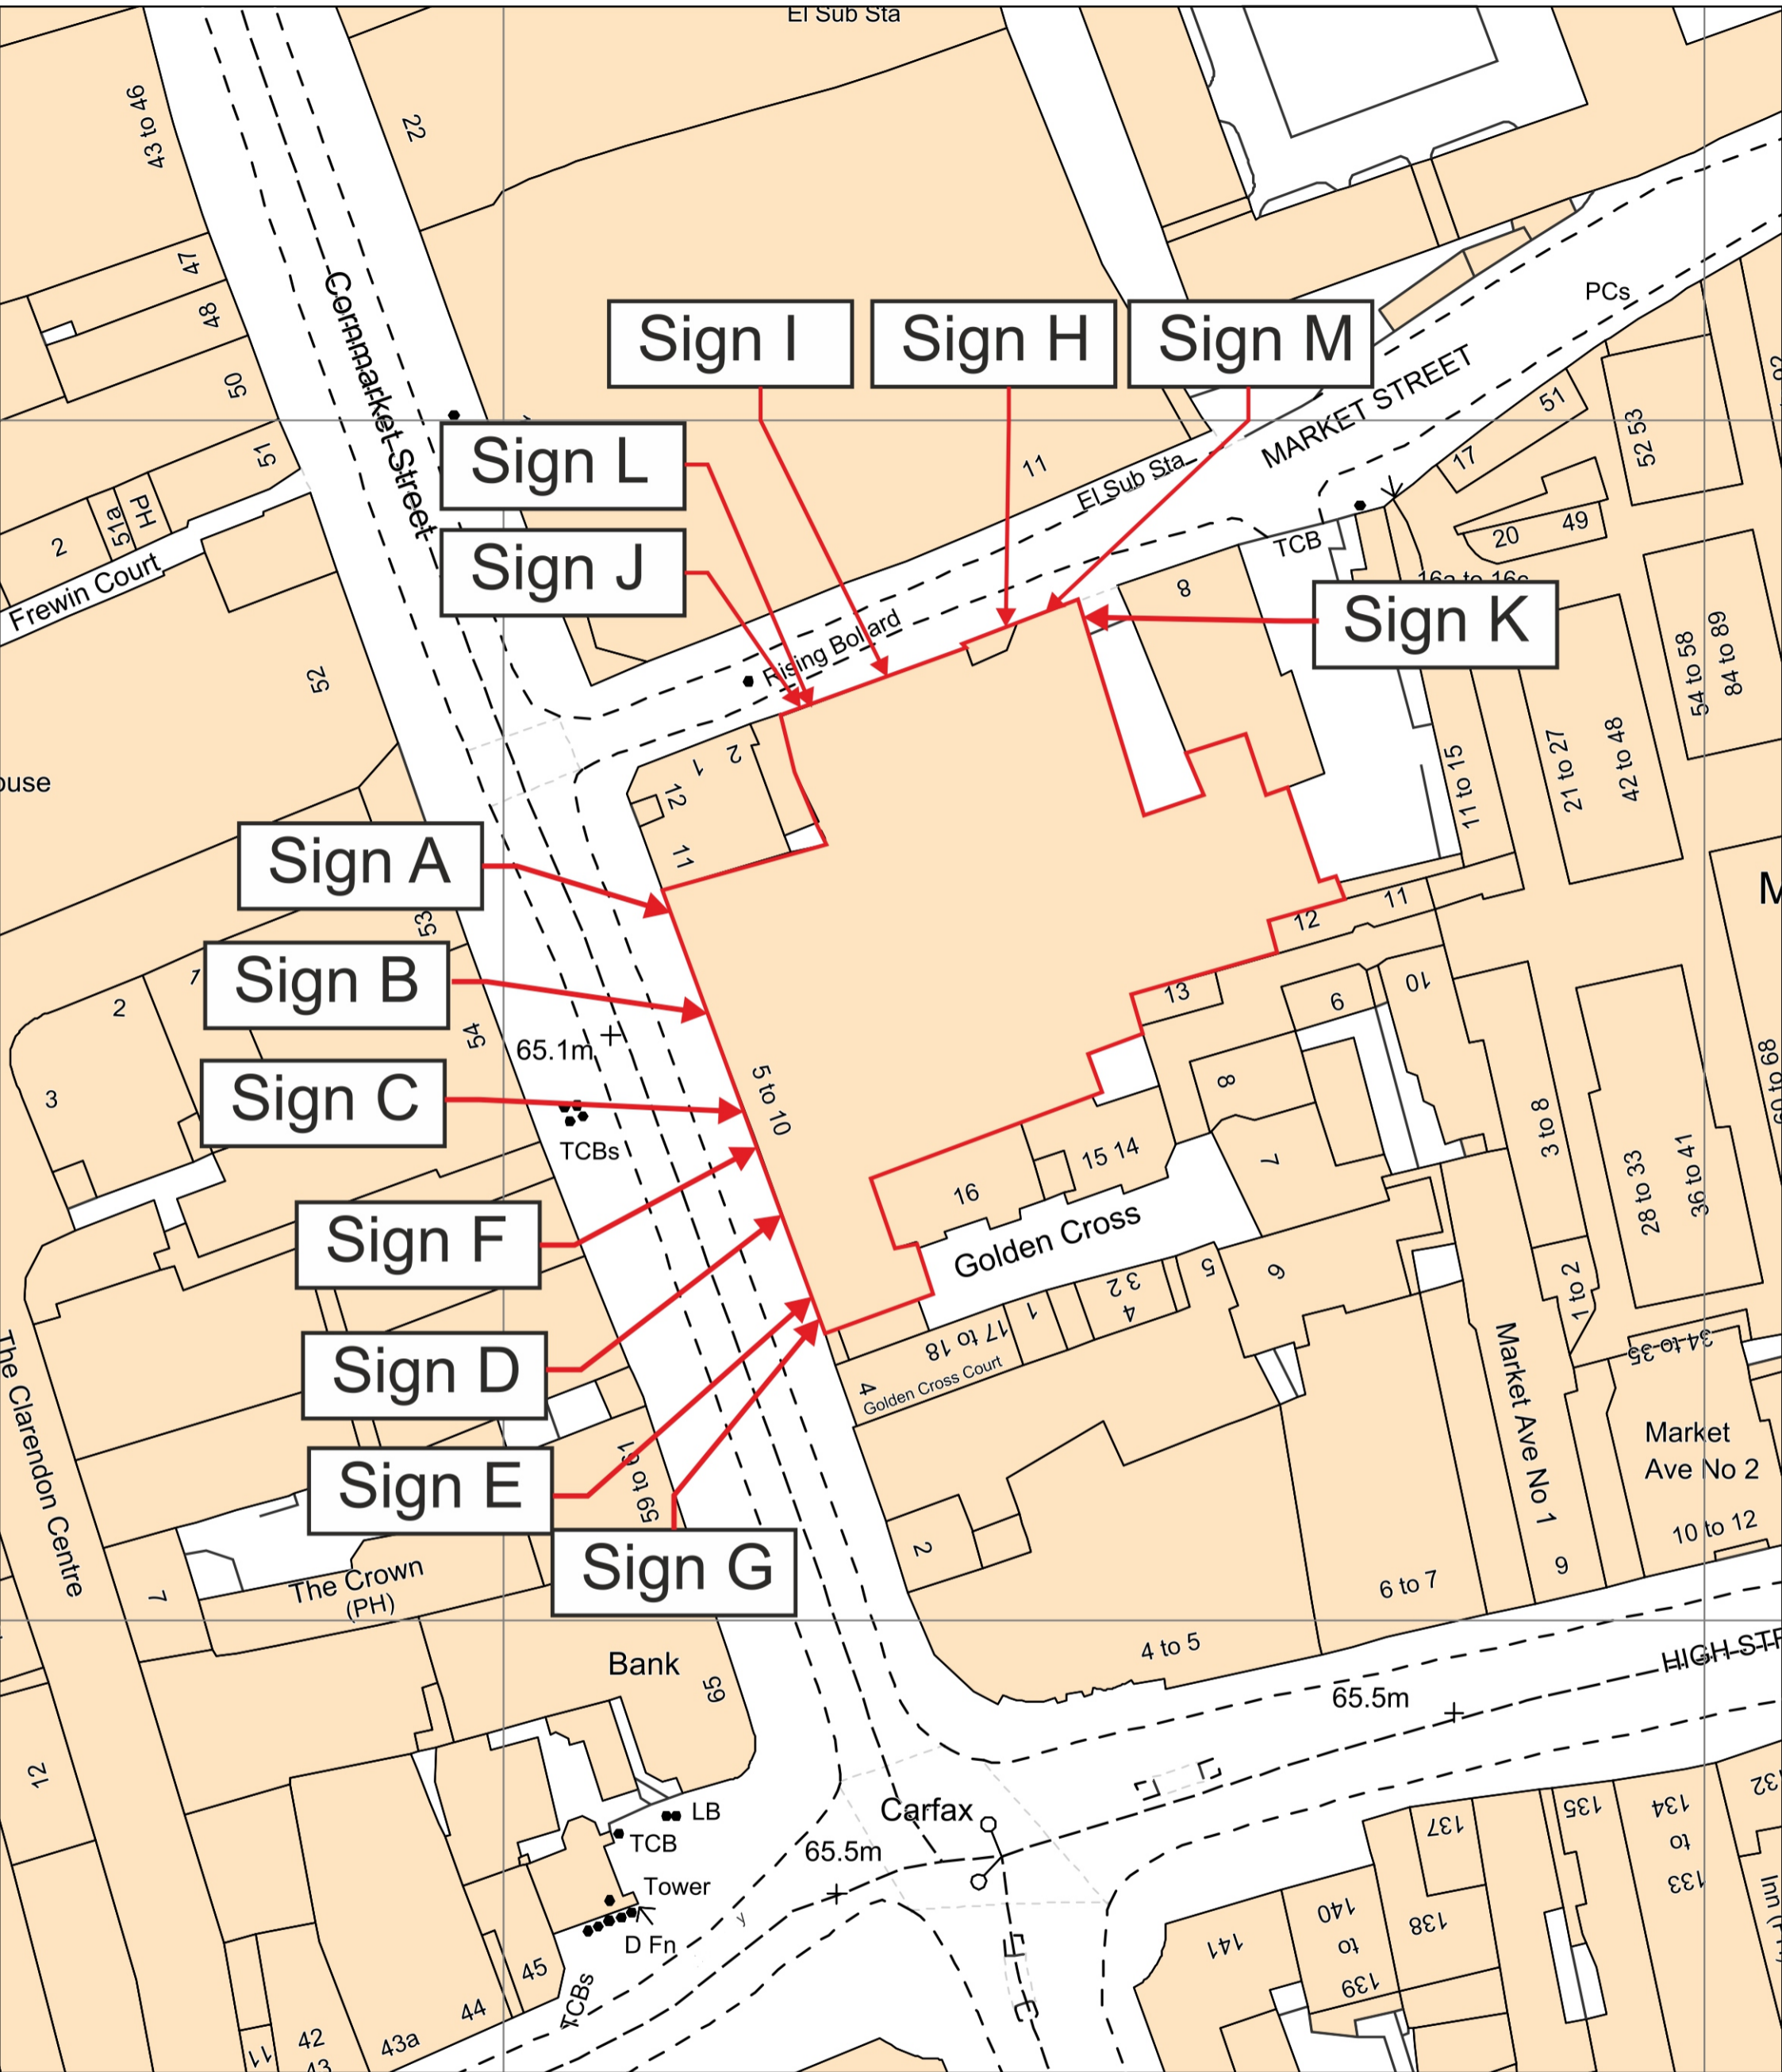 El Sub Sta
43 to 46
22
47
48
Cornmarket Street
PCs
50
Sign I
Sign H
Sign M
MARKET STREET
51
51
52 53
17
11
El Sub Sta
Sign L
2
51a
PH
Frewin Court
20
49
TCB
16a to 16c
Sign J
8
Sign K
Rising Bollard
52
54 to 58
84 to 89
ouse
1
2
12
11
11 to 15
21 to 27
42 to 48
Sign A
53
12
11
Sign B
2
1
54
65.1m
13
9
10
60 to 68
Sign C
3
5 to 10
TCBs
8
15 14
7
3 to 8
28 to 33
36 to 41
16
Golden Cross
Sign F
5
6
3 2
4
1
17 to 18
1 to 2
Sign D
Golden Cross Court
4
34 to 35
The Clarendon Centre
Market Ave No 1
Market
Ave No 2
Sign E
59 to 61
2
10 to 12
Sign G
The Crown
(PH)
7
6 to 7
9
4 to 5
Bank
65
HIGH STR
65.5m
12
LB
TCB
Carfax
65.5m
Tower
D Fn
TCBs
45
44
43a
42
43
11
137
135
134
to
133
132
140
to
139
138
141
Inn